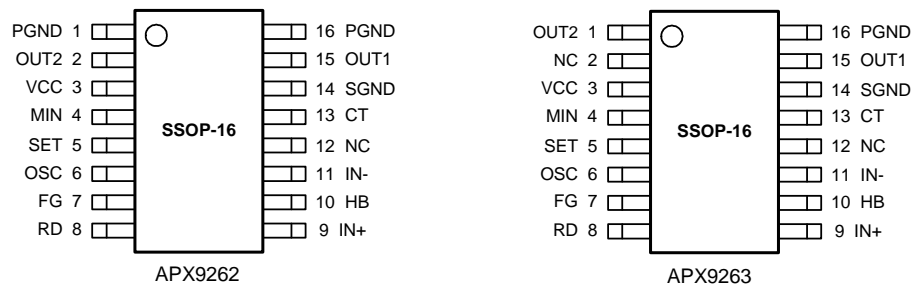 PGND 1
OUT2 2
VCC 3
MIN 4
SET 5
OSC 6
FG 7
RD 8
SSOP-16
16 PGND
15 OUT1
14 SGND
13 CT
12 NC
11 IN-
10 HB
9 IN+
APX9262
OUT2 1
NC 2
VCC 3
MIN 4
SET 5
OSC 6
FG 7
RD 8
SSOP-16
16 PGND
15 OUT1
14 SGND
13 CT
12 NC
11 IN-
10 HB
9 IN+
APX9263